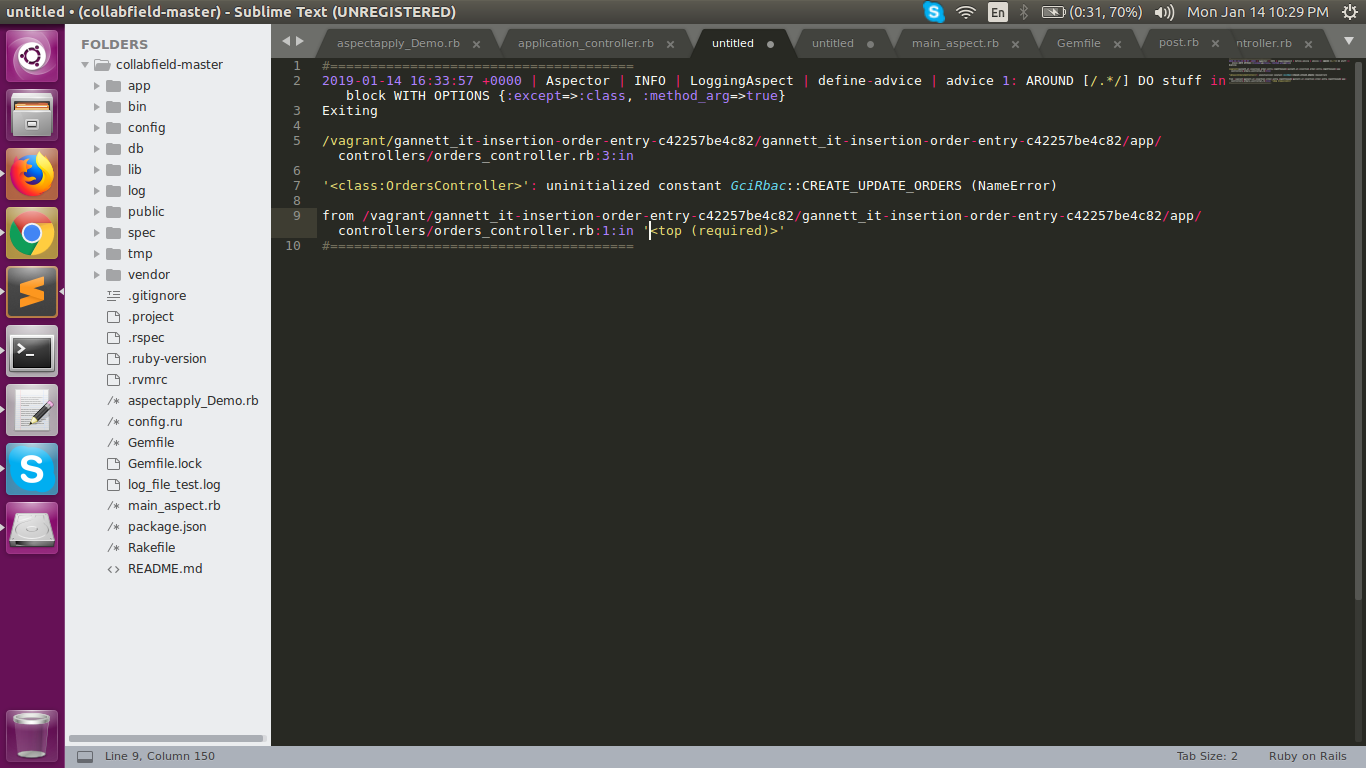 untitled • (collabfield-master) - Sublime Text (UNREGISTERED)
En
(0:31, 70%)
Mon Jan 14 10:29 PM
FOLDERS
collabfield-master
app
bin
config
db
lib
log
public
spec
tmp
vendor
.gitignore
.project
.rspec
.ruby-version
.rvmrc
aspectapply_Demo.rb
config.ru
Gemfile
Gemfile.lock
log_file_test.log
main_aspect.rb
package.json
Rakefile
README.md
aspectapply_Demo.rb
application_controller.rb
untitled
untitled
main_aspect.rb
Gemfile
post.rb
ntroller.rb
1 #======================================
2 2019-01-14 16:33:57 +0000 | Aspector | INFO | LoggingAspect | define-advice | advice 1: AROUND [/.*/] DO stuff in
block WITH OPTIONS {:except=>:class, :method_arg=>true}
3 Exiting
4
5 /vagrant/gannett_it-insertion-order-entry-c42257be4c82/gannett_it-insertion-order-entry-c42257be4c82/app/
controllers/orders_controller.rb:3:in
6
7 '<class:OrdersController>': uninitialized constant GciRbac::CREATE_UPDATE_ORDERS (NameError)
8
9 from /vagrant/gannett_it-insertion-order-entry-c42257be4c82/gannett_it-insertion-order-entry-c42257be4c82/app/
controllers/orders_controller.rb:1:in '<top (required)>'
10 #======================================
Line 9, Column 150
Tab Size: 2
Ruby on Rails